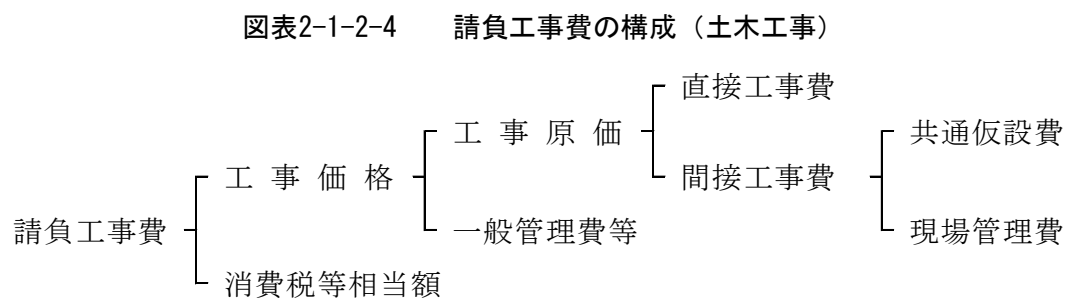 図表2-1-2-4　請負工事費の構成（土木工事）
直接工事費
工事原価
共通仮設費
工事価格
間接工事費
請負工事費
一般管理費等
現場管理費
消費税等相当額